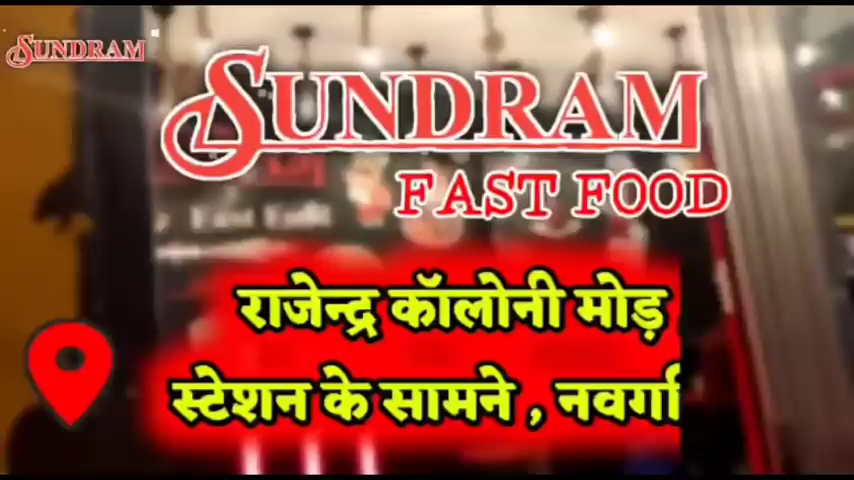 SUNDRAM
SUNDRAM
FAST FOOD
राजेन्द्र कॉलोनी मोड़
स्टेशन के सामने ,